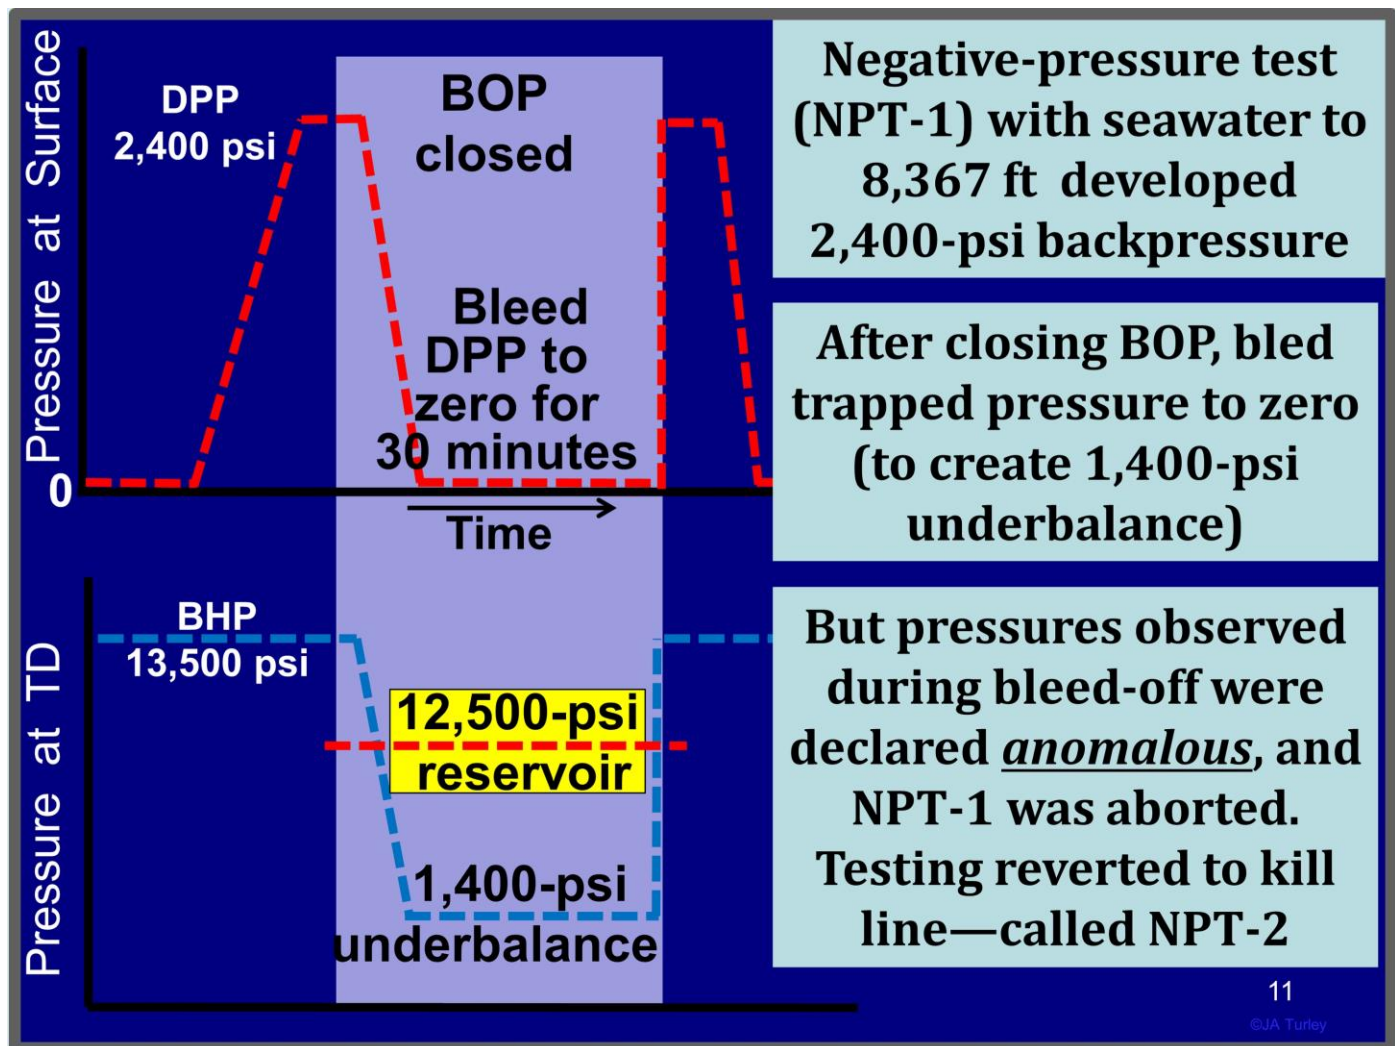 Pressure at Surface
DPP
2,400 psi
BOP
closed
Bleed
DPP to
zero for
30 minutes
0
Time
Pressure at TD
BHP
13,500 psi
12,500-psi
reservoir
1,400-psi
underbalance
Negative-pressure test
(NPT-1) with seawater to
8,367 ft developed
2,400-psi backpressure
After closing BOP, bled
trapped pressure to zero
(to create 1,400-psi
underbalance)
But pressures observed
during bleed-off were
declared anomalous, and
NPT-1 was aborted.
Testing reverted to kill
line—called NPT-2
11
©JA Turley